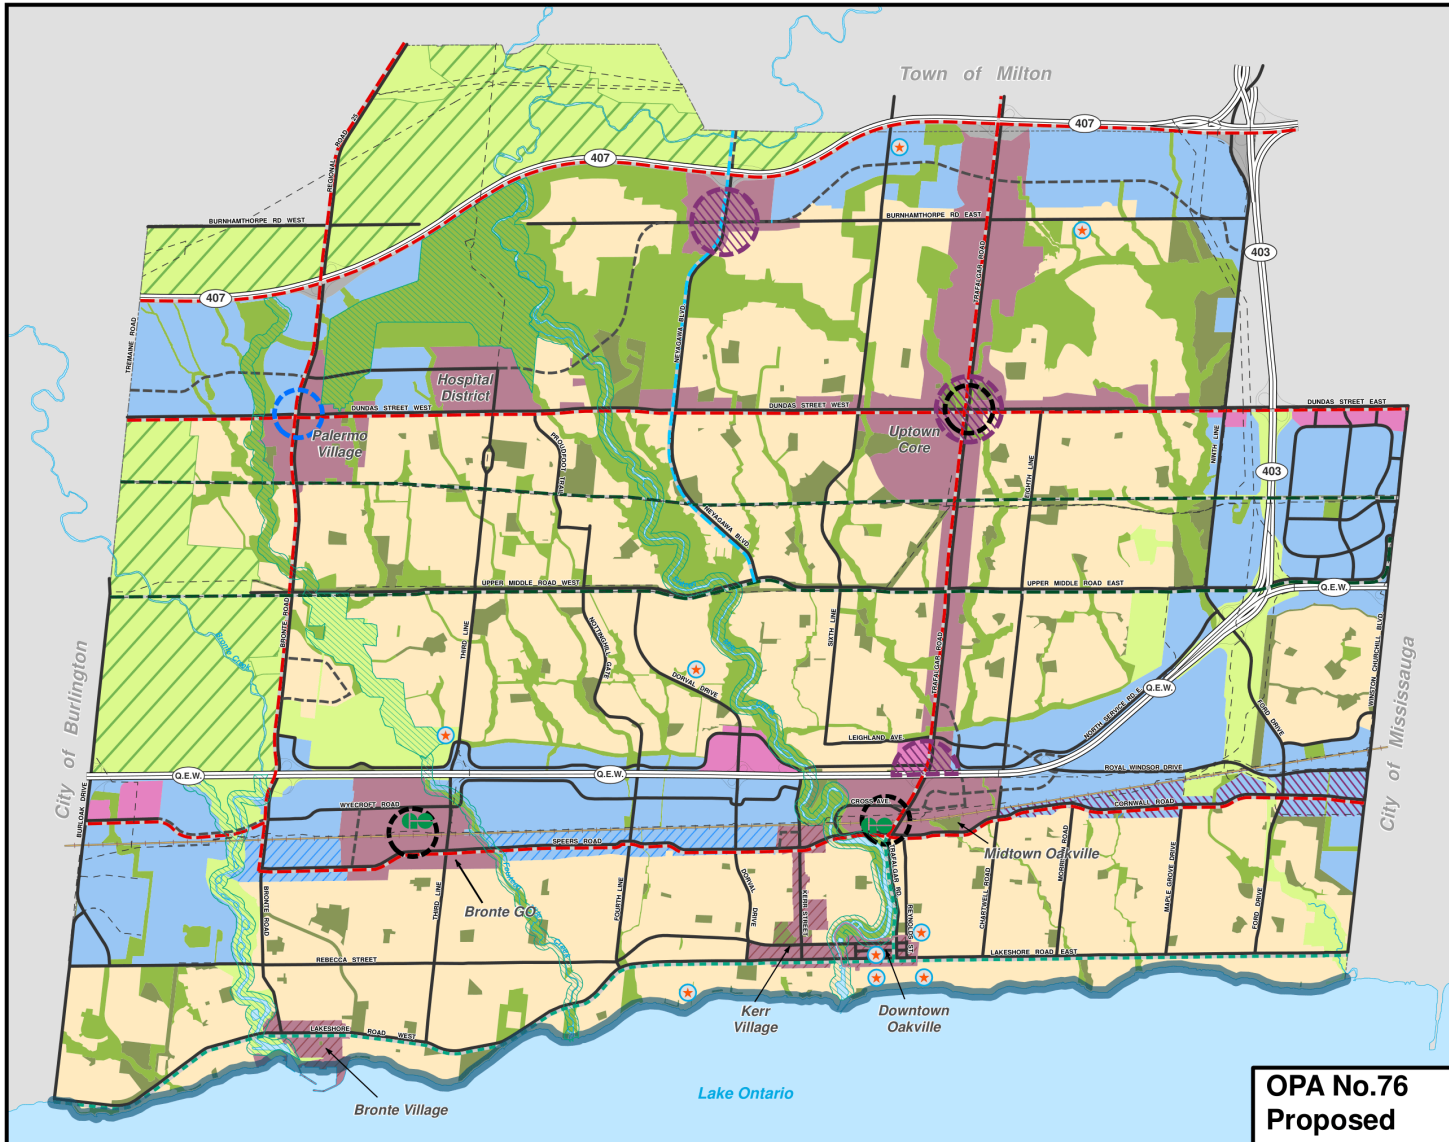 Town of Milton
407
407
REGIONAL ROAD 25
BURNHAMTHORPE RD WEST
BURNHAMTHORPE RD EAST
403
TRAFALGAR ROAD
407
TREMAINE ROAD
NEYAGAWA BLVD
Hospital
District
DUNDAS STREET WEST
DUNDAS STREET WEST
DUNDAS STREET EAST
Palermo
Village
Uptown
Core
PROUDFOOT TRAIL
EIGHTH LINE
NINTH LINE
403
NEYAGAWA BLVD
UPPER MIDDLE ROAD WEST
UPPER MIDDLE ROAD EAST
Q.E.W.
City of Burlington
Bronte Creek
BRONTE ROAD
THIRD LINE
NOTTINGHILL GATE
DORVAL DRIVE
SIXTH LINE
TRAFALGAR ROAD
NORTH SERVICE RD E
Q.E.W.
FORD DRIVE
WINSTON CHURCHILL BLVD
City of Mississauga
LEIGHLAND AVE.
Q.E.W.
Q.E.W.
ROYAL WINDSOR DRIVE
BURLOAK DRIVE
WYECROFT ROAD
CROSS AVE.
CORNWALL ROAD
SPEERS ROAD
Midtown Oakville
Bronte GO
BRONTE ROAD
THIRD LINE
Fourteen Mile Creek
FOURTH LINE
DORVAL DRIVE
KERR STREET
TRAFALGAR RD
REYNOLDS ST
CHARTWELL ROAD
MORRISON ROAD
MAPLE GROVE DRIVE
FORD DRIVE
REBECCA STREET
LAKESHORE ROAD EAST
Kerr
Village
Downtown
Oakville
LAKESHORE ROAD WEST
Bronte Village
Lake Ontario
OPA No.76
Proposed